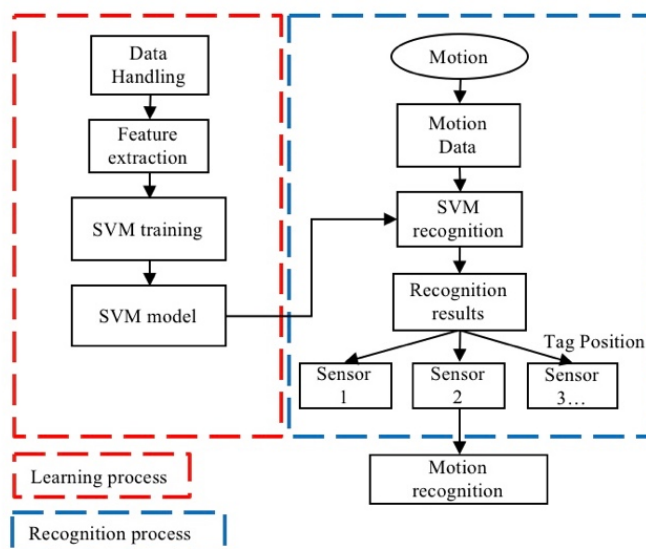 Data
Handling
Feature
extraction
SVM training
SVM model
Motion
Motion
Data
SVM
recognition
Recognition
results
Tag Position
Sensor
1
Sensor
2
Sensor
3…
Motion
recognition
Learning process
Recognition process